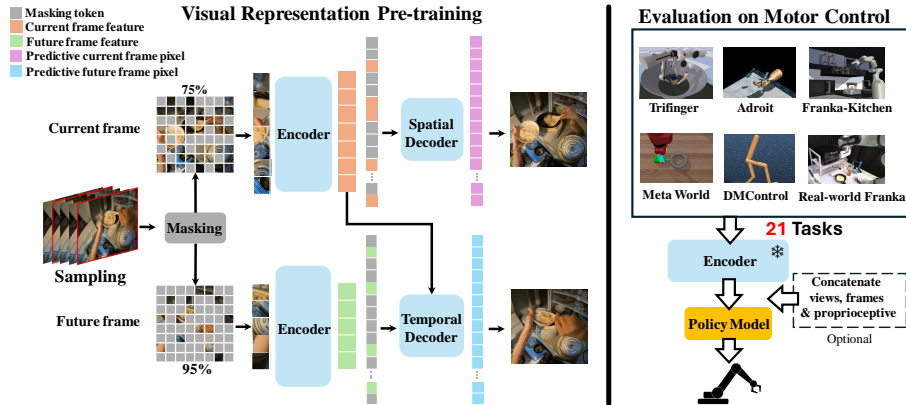 Visual Representation Pre-training
Masking token
Current frame feature
Future frame feature
Predictive current frame pixel
Predictive future frame pixel
75%
Current frame
Encoder
Spatial
Decoder
Masking
Sampling
Future frame
95%
Encoder
Temporal
Decoder
Evaluation on Motor Control
Trifinger
Adroit
Franka-Kitchen
Meta World
DMControl
Real-world Franka
21 Tasks
Encoder
Concatenate
views, frames
& proprioceptive
Policy Model
Optional